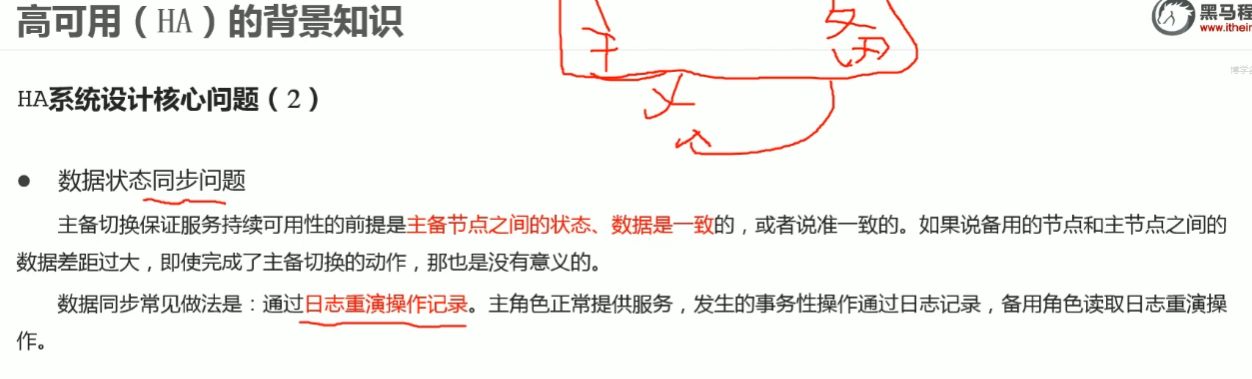 高可用（HA）的背景知识
黑马程
www.itheim
HA系统设计核心问题（2）
● 数据状态同步问题
主备切换保证服务持续可用性的前提是主备节点之间的状态、数据是一致的，或者说准一致的。如果说备用的节点和主节点之间的
数据差距过大，即使完成了主备切换的动作，那也是没有意义的。
数据同步常见做法是：通过日志重演操作记录。主角色正常提供服务，发生的事务性操作通过日志记录，备用角色读取日志重演操
作。